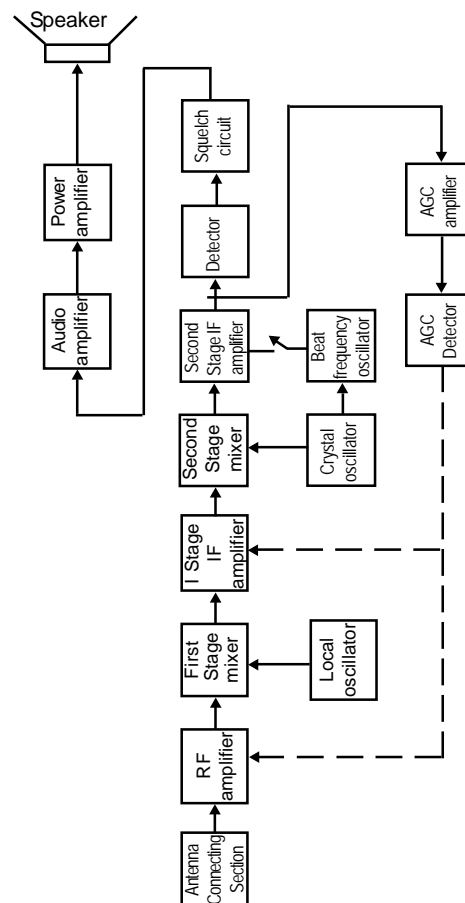 Speaker
Power
amplifier
Audio
amplifier
Squelch
circuit
Detector
Second
Stage IF
amplifier
Second
Stage
mixer
I Stage
IF
amplifier
First
Stage
mixer
RF
amplifier
Antenna
Connecting
Section
Beat
frequency
oscillator
Crystal
oscillator
Local
oscillator
AGC
amplifier
AGC
Detector